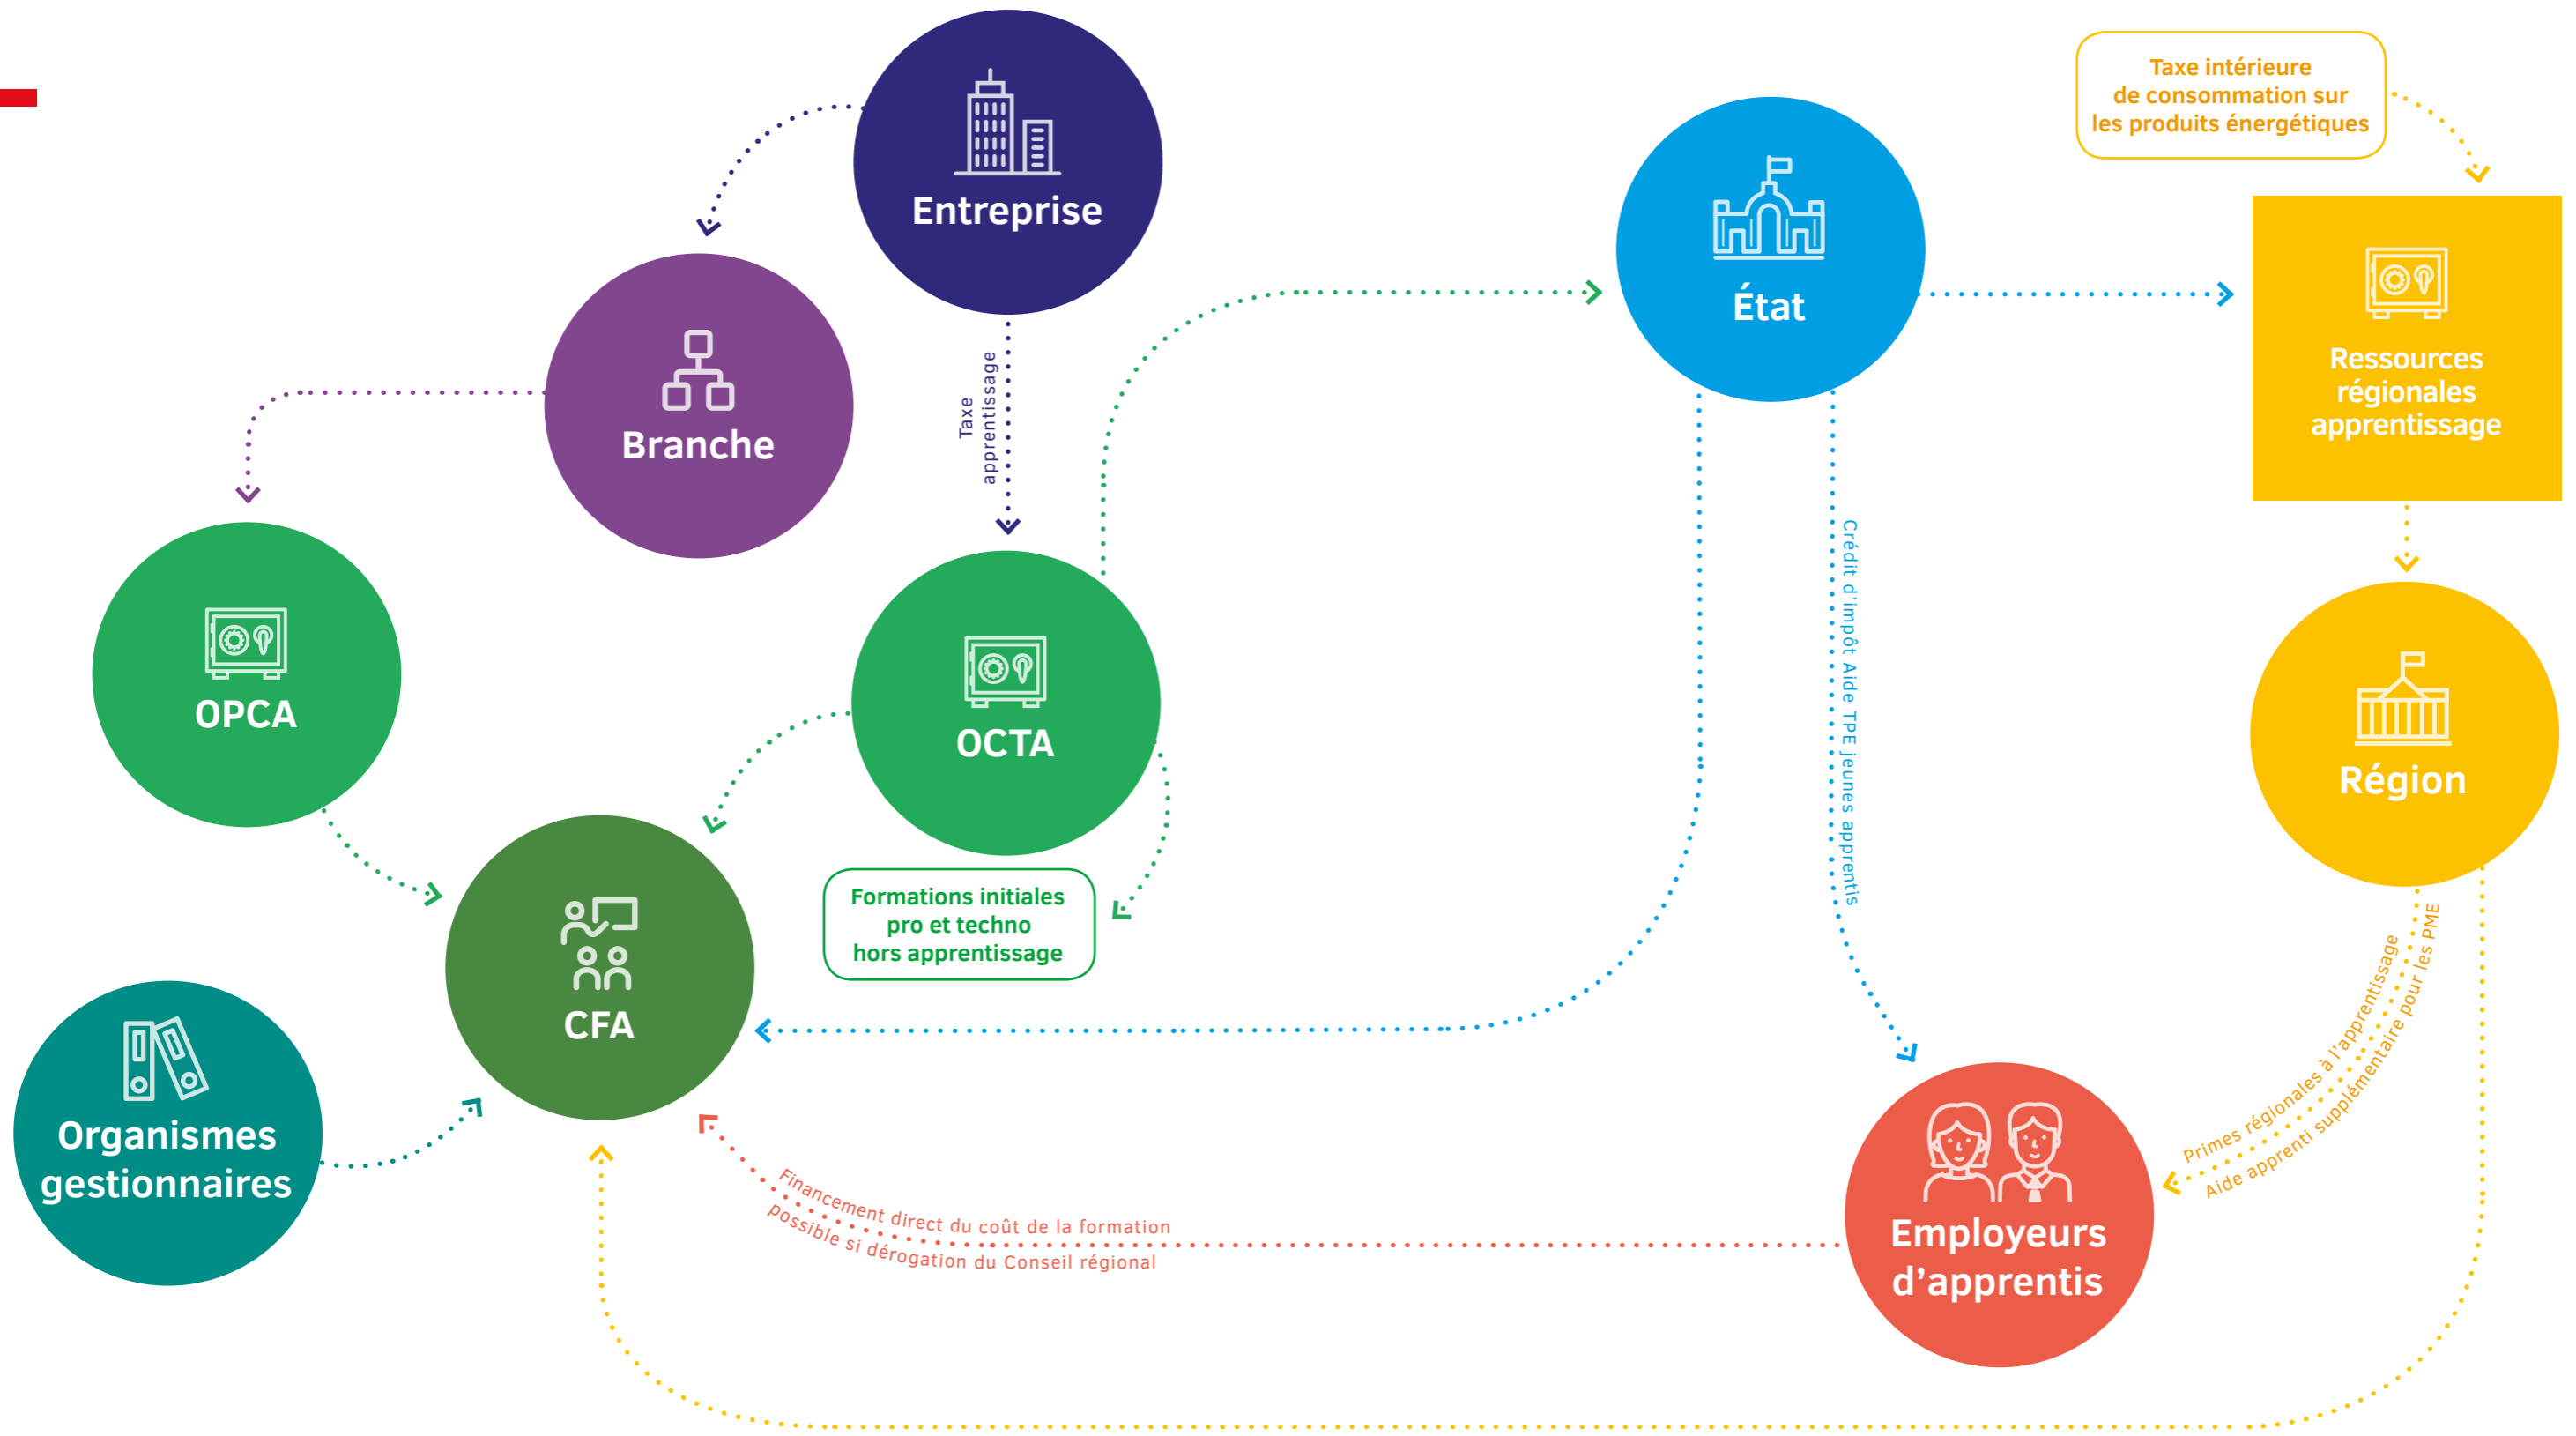 Entreprise
Taxe intérieure
de consommation sur
les produits énergétiques
État
Ressources
régionales
apprentissage
Branche
Taxe
apprentissage
OPCA
OCTA
Crédit d'impôt Aide TPE jeunes apprentis
Région
Formations initiales
pro et techno
hors apprentissage
CFA
Organismes
gestionnaires
Primes régionales à l'apprentissage
Aide apprenti supplémentaire pour les PME
Financement direct du coût de la formation
possible si dérogation du Conseil régional
Employeurs
d'apprentis